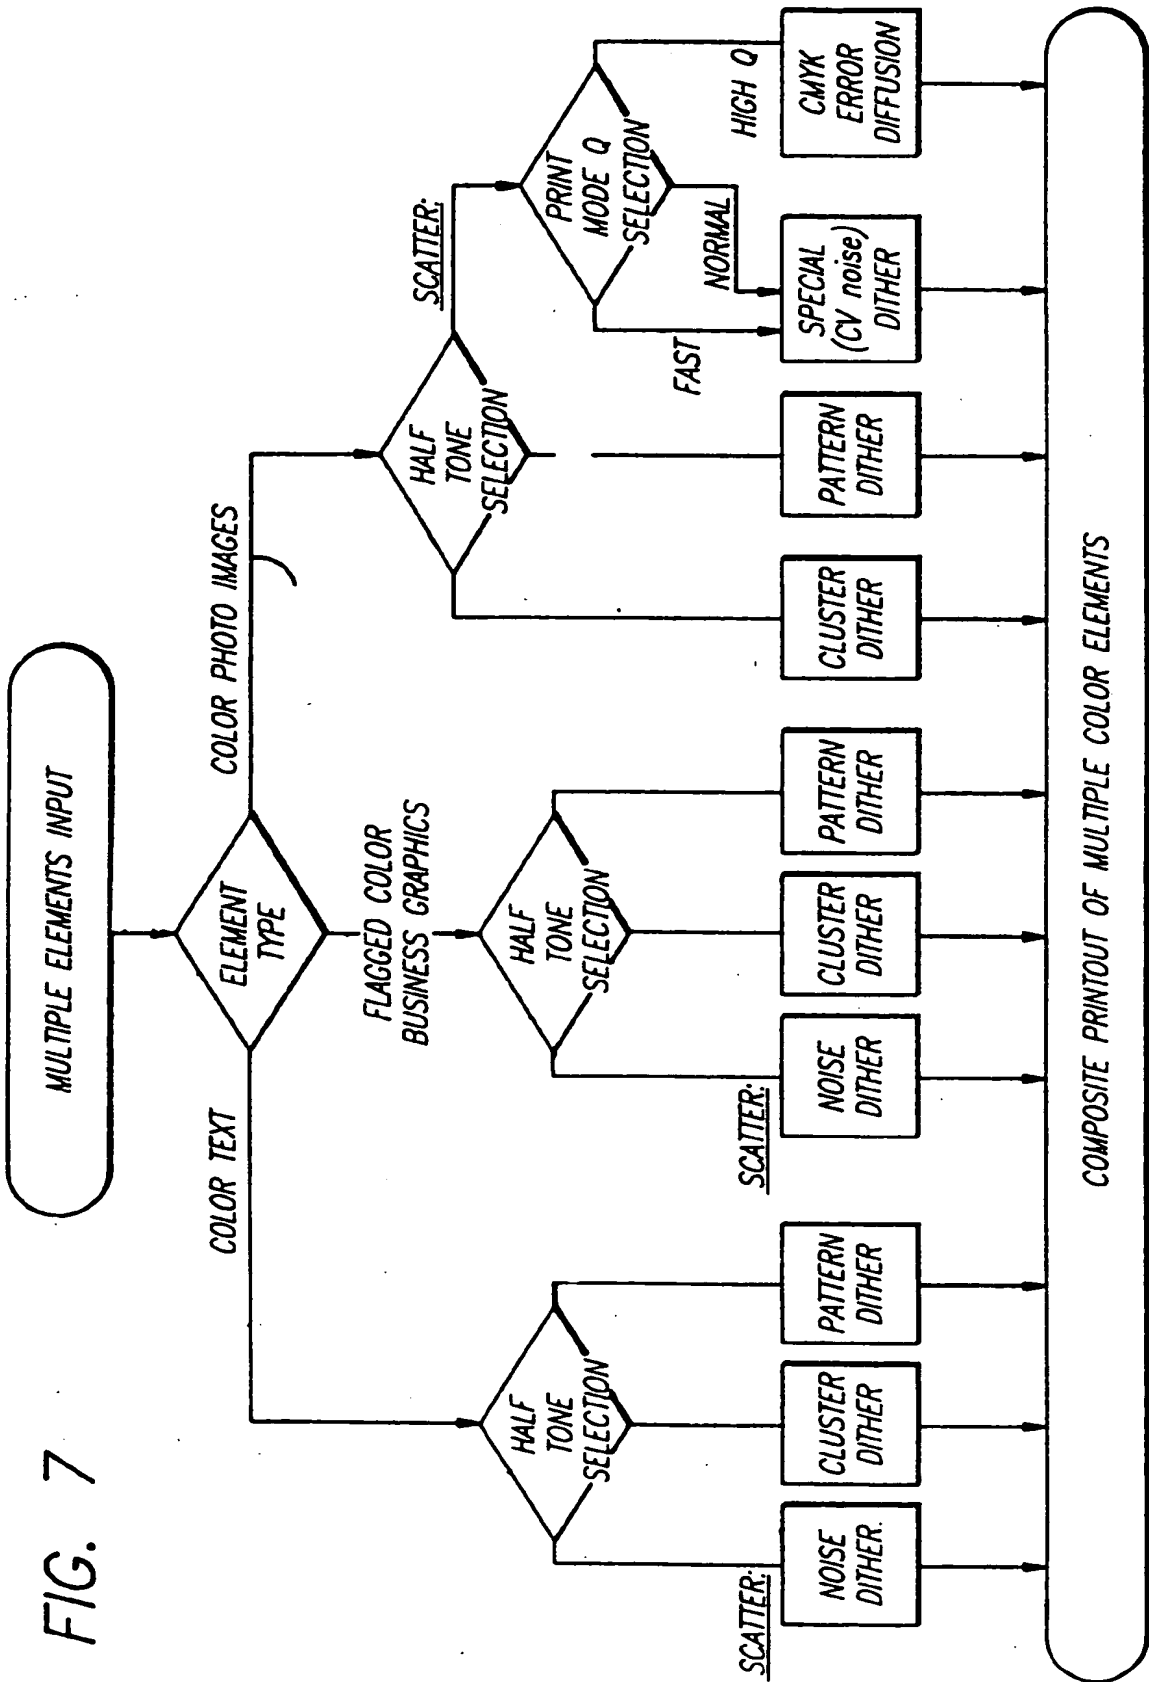 FIG. 7
MULTIPLE ELEMENTS INPUT
ELEMENT
TYPE
COLOR TEXT
FLAGGED COLOR
BUSINESS GRAPHICS
COLOR PHOTO IMAGES
HALF
TONE
SELECTION
HALF
TONE
SELECTION
HALF
TONE
SELECTION
SCATTER:
PRINT
MODE Q
SELECTION
FAST
NORMAL
HIGH Q
SCATTER:
NOISE
DITHER.
CLUSTER
DITHER
PATTERN
DITHER
SCATTER:
NOISE
DITHER
CLUSTER
DITHER
PATTERN
DITHER
CLUSTER
DITHER
PATTERN
DITHER
SPECIAL
(CV noise)
DITHER
CMYK
ERROR
DIFFUSION
COMPOSITE PRINTOUT OF MULTIPLE COLOR ELEMENTS